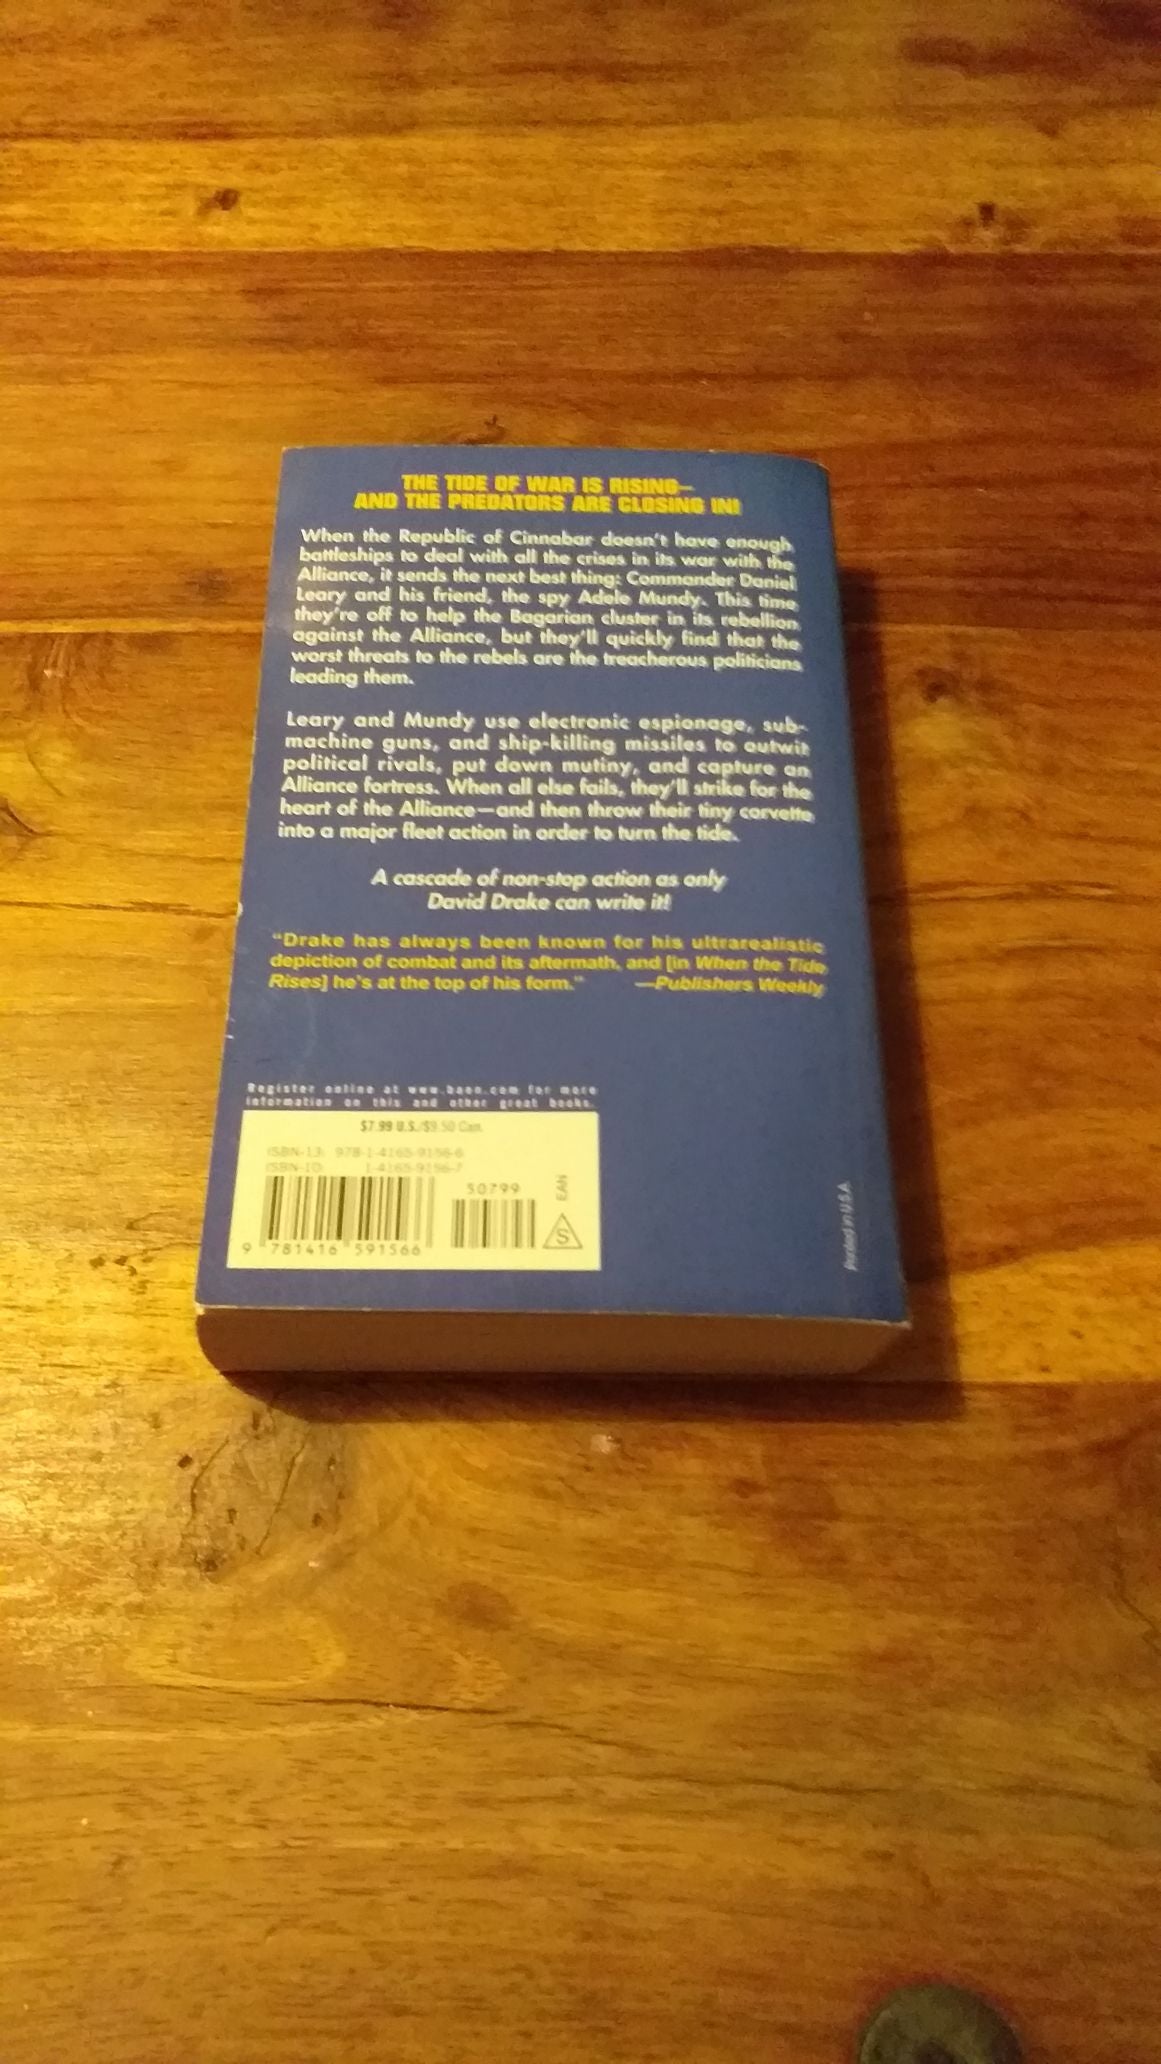 THE TIDE OF WAR IS RISING—
AND THE PREDATORS ARE CLOSING IN!
When the Republic of Cinnabar doesn't have enough
battleships to deal with all the crises in its war with the
Alliance, it sends the next best thing: Commander Daniel
Leary and his friend, the spy Adele Mundy. This time
they're off to help the Bagarian cluster in its rebellion
against the Alliance, but they'll quickly find that the
worst threats to the rebels are the treacherous politicians
leading them.
Leary and Mundy use electronic espionage, sub-
machine guns, and ship-killing missiles to outwit
political rivals, put down mutiny, and capture an
Alliance fortress. When all else fails, they'll strike for the
heart of the Alliance—and then throw their tiny corvette
into a major fleet action in order to turn the tide.
A cascade of non-stop action as only
David Drake can write it!
"Drake has always been known for his ultrarealistic
depiction of combat and its aftermath, and [in When the Tide
Rises] he's at the top of his form." —Publishers Weekly
Register online at www.baen.com for more
information on this and other great books.
$7.99 U.S./$9.50 Can.
ISBN-13: 978-1-4165-9156-6
ISBN-10: 1-4165-9156-7
50799
EAN
S
9 781416 591566
Printed in U.S.A.